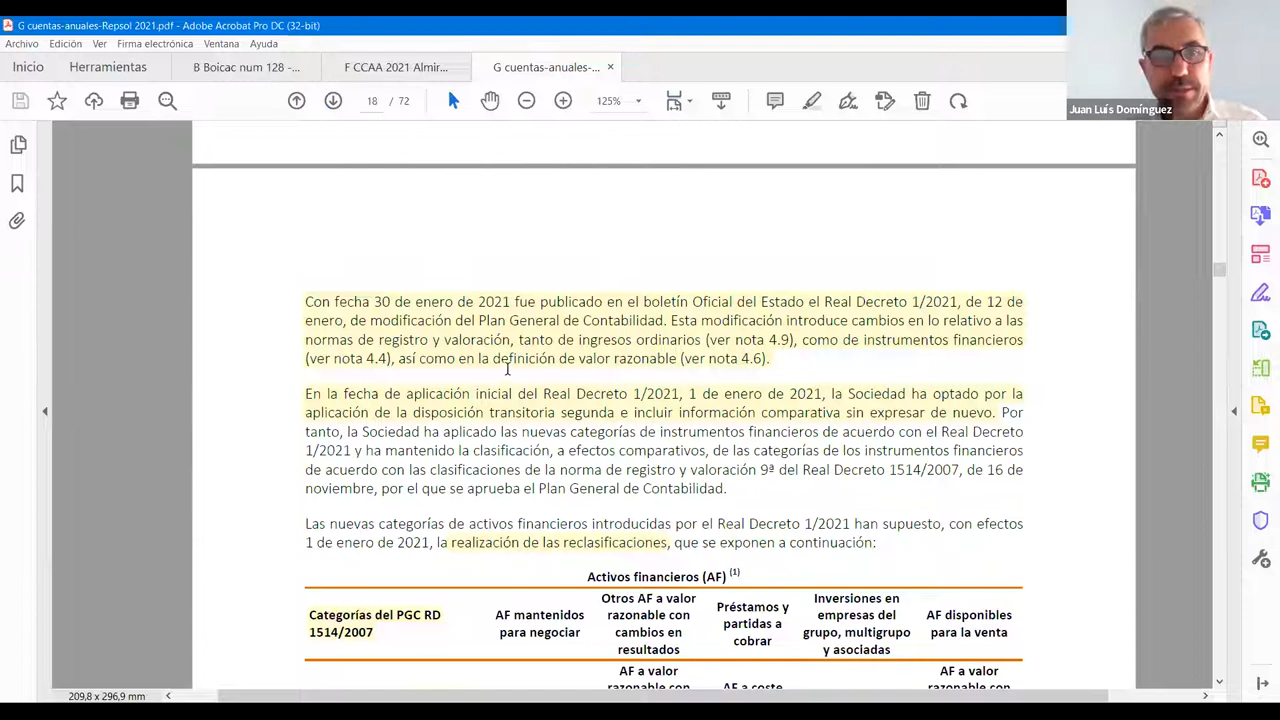 G cuentas-anuales-Repsol 2021.pdf - Adobe Acrobat Pro DC (32-bit)
Archivo Edición Ver Firma electrónica Ventana Ayuda
Inicio Herramientas B Boicac num 128 -... F CCAA 2021 Almir... G cuentas-anuales-... ×
18 / 72 125%
Juan Luís Domínguez
Con fecha 30 de enero de 2021 fue publicado en el boletín Oficial del Estado el Real Decreto 1/2021, de 12 de
enero, de modificación del Plan General de Contabilidad. Esta modificación introduce cambios en lo relativo a las
normas de registro y valoración, tanto de ingresos ordinarios (ver nota 4.9), como de instrumentos financieros
(ver nota 4.4), así como en la definición de valor razonable (ver nota 4.6).
En la fecha de aplicación inicial del Real Decreto 1/2021, 1 de enero de 2021, la Sociedad ha optado por la
aplicación de la disposición transitoria segunda e incluir información comparativa sin expresar de nuevo. Por
tanto, la Sociedad ha aplicado las nuevas categorías de instrumentos financieros de acuerdo con el Real Decreto
1/2021 y ha mantenido la clasificación, a efectos comparativos, de las categorías de los instrumentos financieros
de acuerdo con las clasificaciones de la norma de registro y valoración 9ª del Real Decreto 1514/2007, de 16 de
noviembre, por el que se aprueba el Plan General de Contabilidad.
Las nuevas categorías de activos financieros introducidas por el Real Decreto 1/2021 han supuesto, con efectos
1 de enero de 2021, la realización de las reclasificaciones, que se exponen a continuación:
Activos financieros (AF) (1)
Categorías del PGC RD
1514/2007
AF mantenidos
para negociar
Otros AF a valor
razonable con
cambios en
resultados
Préstamos y
partidas a
cobrar
Inversiones en
empresas del
grupo, multigrupo
y asociadas
AF disponibles
para la venta
AF a valor
razonable con
AF a coste
AF a valor
razonable con
209,8 x 296,9 mm